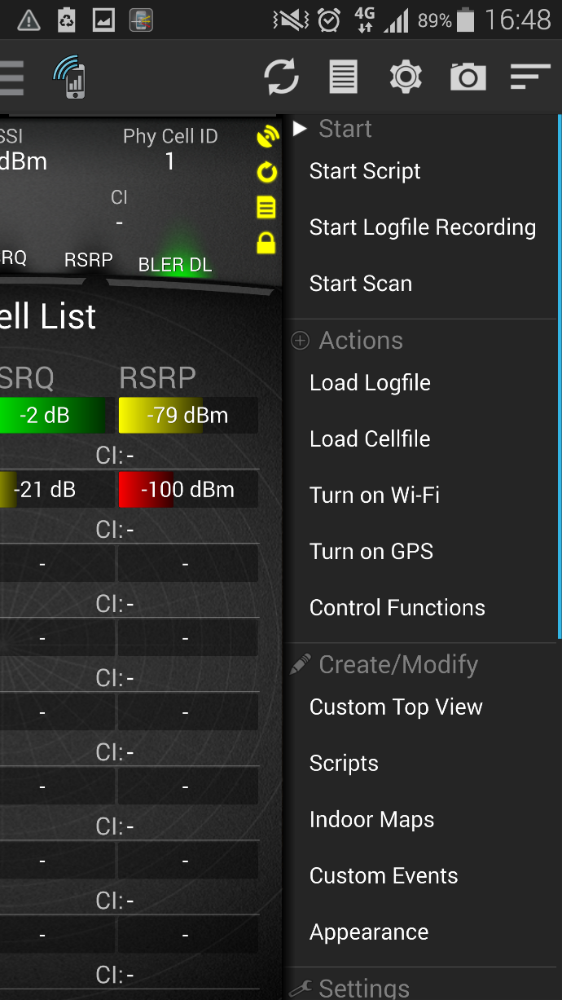 4G 89% 16:48
SSI Phy Cell ID
dBm 1
CI
-
RQ RSRP BLER DL
ell List
SRQ RSRP
-2 dB -79 dBm
CI:-
-21 dB -100 dBm
CI:-
- -
CI:-
- -
CI:-
- -
CI:-
- -
CI:-
- -
CI:-
- -
CI:-
Start
Start Script
Start Logfile Recording
Start Scan
Actions
Load Logfile
Load Cellfile
Turn on Wi-Fi
Turn on GPS
Control Functions
Create/Modify
Custom Top View
Scripts
Indoor Maps
Custom Events
Appearance
Settings